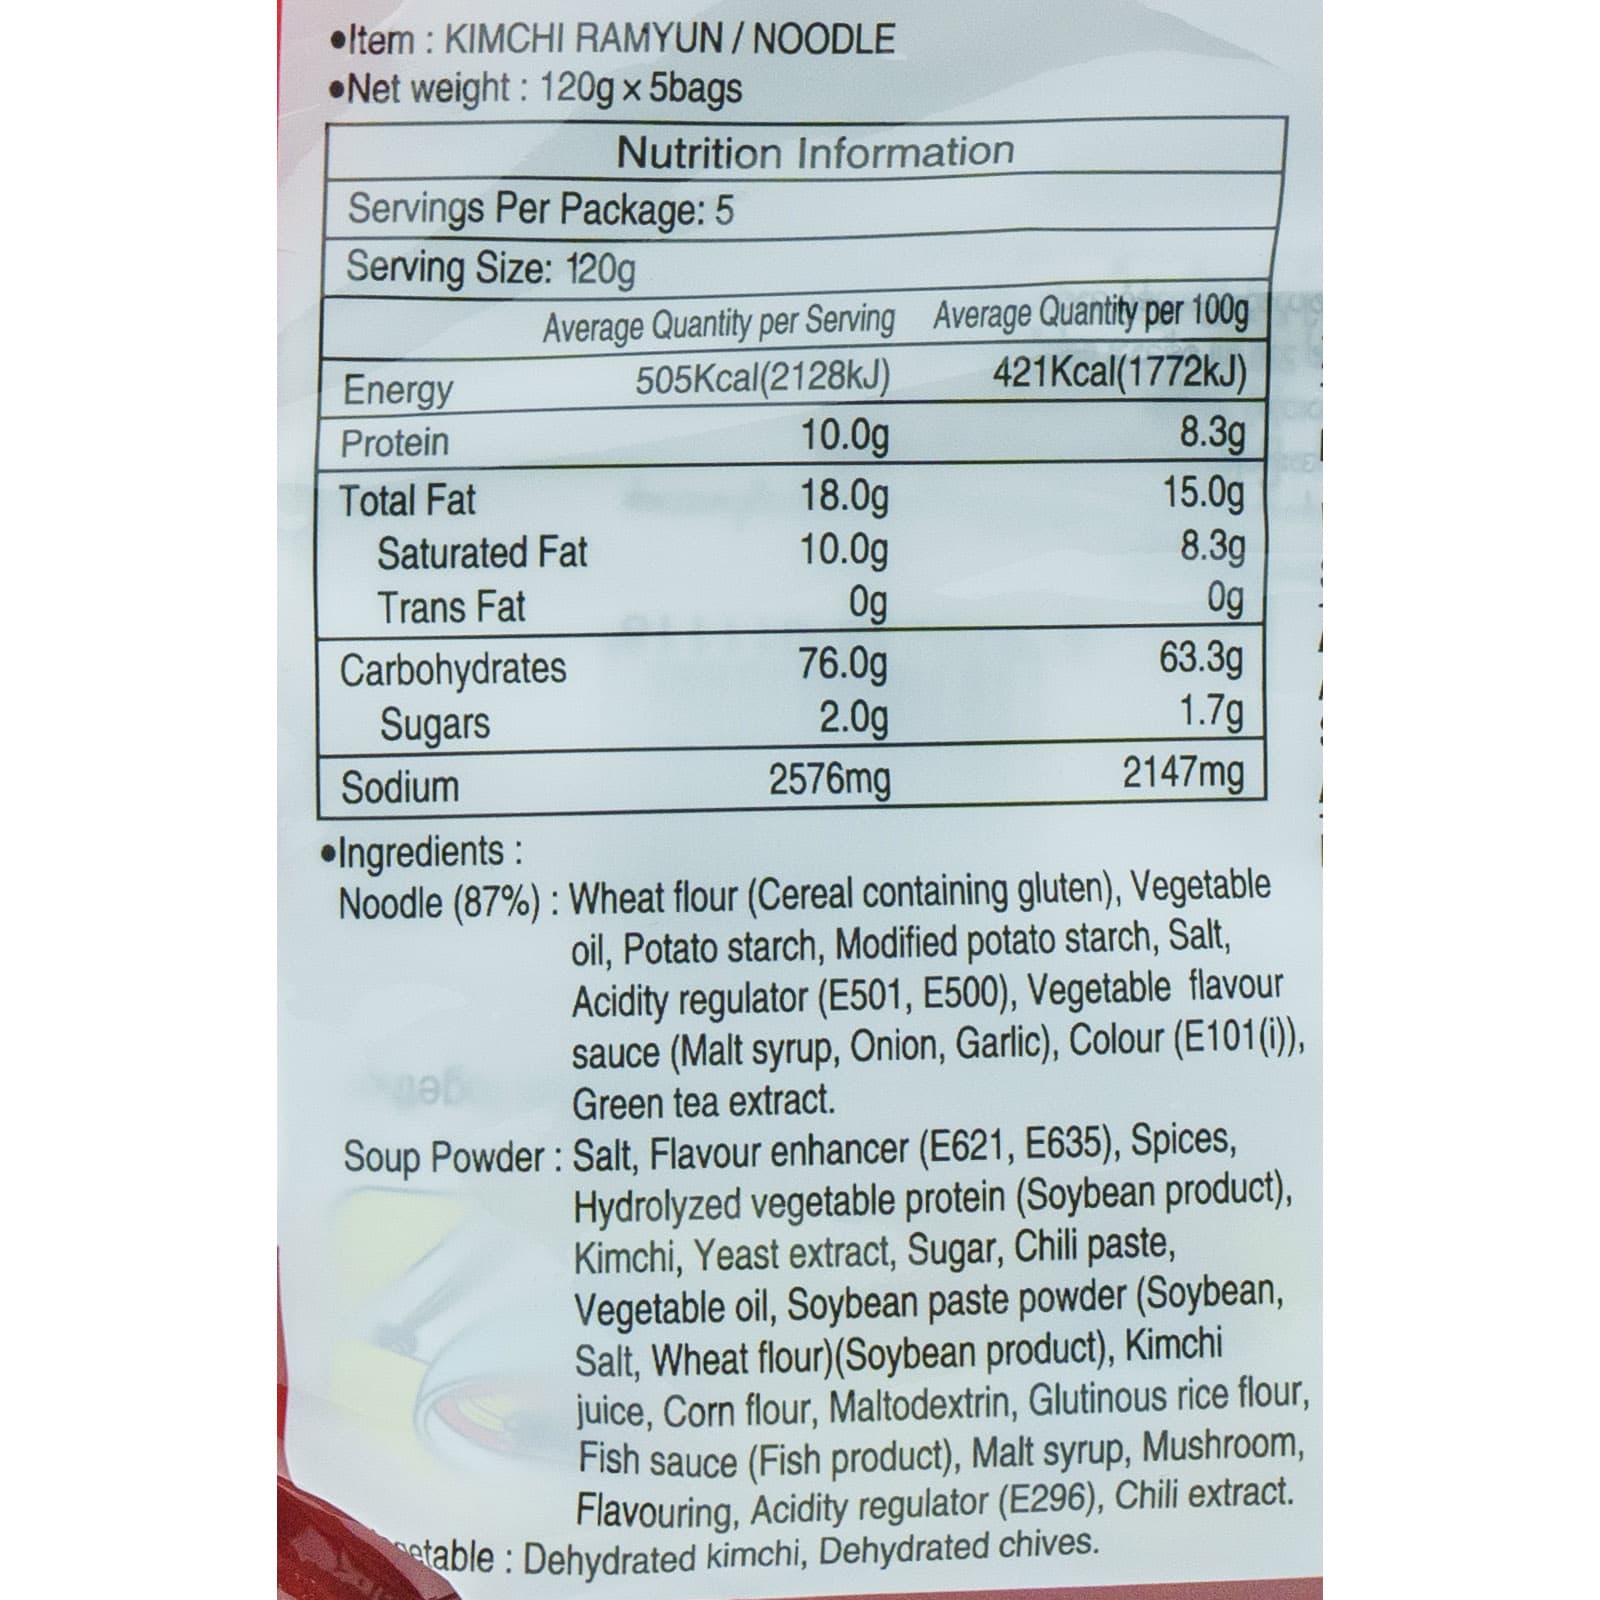 •Item : KIMCHI RAMYUN / NOODLE
•Net weight : 120g x 5bags
Nutrition Information
Servings Per Package: 5
Serving Size: 120g
Average Quantity per Serving Average Quantity per 100g
Energy 505Kcal(2128kJ) 421Kcal(1772kJ)
Protein 10.0g 8.3g
Total Fat 18.0g 15.0g
Saturated Fat 10.0g 8.3g
Trans Fat 0g 0g
Carbohydrates 76.0g 63.3g
Sugars 2.0g 1.7g
Sodium 2576mg 2147mg
•Ingredients :
Noodle (87%) : Wheat flour (Cereal containing gluten), Vegetable
oil, Potato starch, Modified potato starch, Salt,
Acidity regulator (E501, E500), Vegetable flavour
sauce (Malt syrup, Onion, Garlic), Colour (E101(i)),
Green tea extract.
Soup Powder : Salt, Flavour enhancer (E621, E635), Spices,
Hydrolyzed vegetable protein (Soybean product),
Kimchi, Yeast extract, Sugar, Chili paste,
Vegetable oil, Soybean paste powder (Soybean,
Salt, Wheat flour)(Soybean product), Kimchi
juice, Corn flour, Maltodextrin, Glutinous rice flour,
Fish sauce (Fish product), Malt syrup, Mushroom,
Flavouring, Acidity regulator (E296), Chili extract.
etable : Dehydrated kimchi, Dehydrated chives.